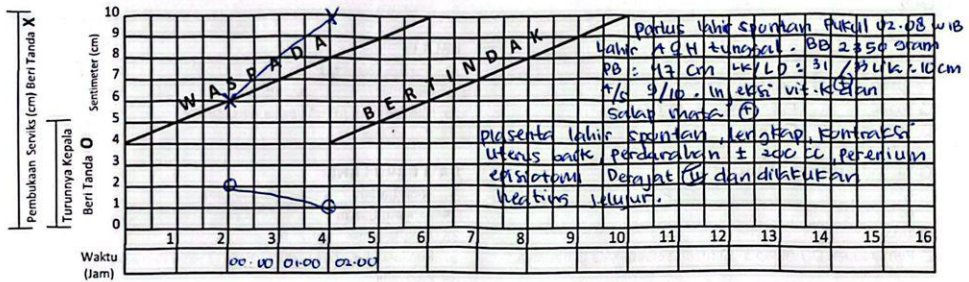 Pembukaan Serviks (cm) Beri Tanda X
Turunnya Kepala
Beri Tanda O
Sentimeter (cm)
10
9
8
7
6
5
4
3
2
1
0
WASPADA
BERTINDAK
Partus lahir spontan Pukul 02.08 WIB
Lahir AGH tunggal. BB 2350 gram
PB: 47 cm LK/LD: 31/ Lik: 10 cm
A/S 9/10. Injeksi vit.K dan (+)
Salap mata (+)
placenta lahir spontan, lengkap, kontraksi
uterus baik, perdarahan ± 200 cc, perenium
episiotomi Derajat II dan dilakukan
heating jelujur.
1 2 3 4 5 6 7 8 9 10 11 12 13 14 15 16
Waktu
(Jam)
00.00 01.00 02.00